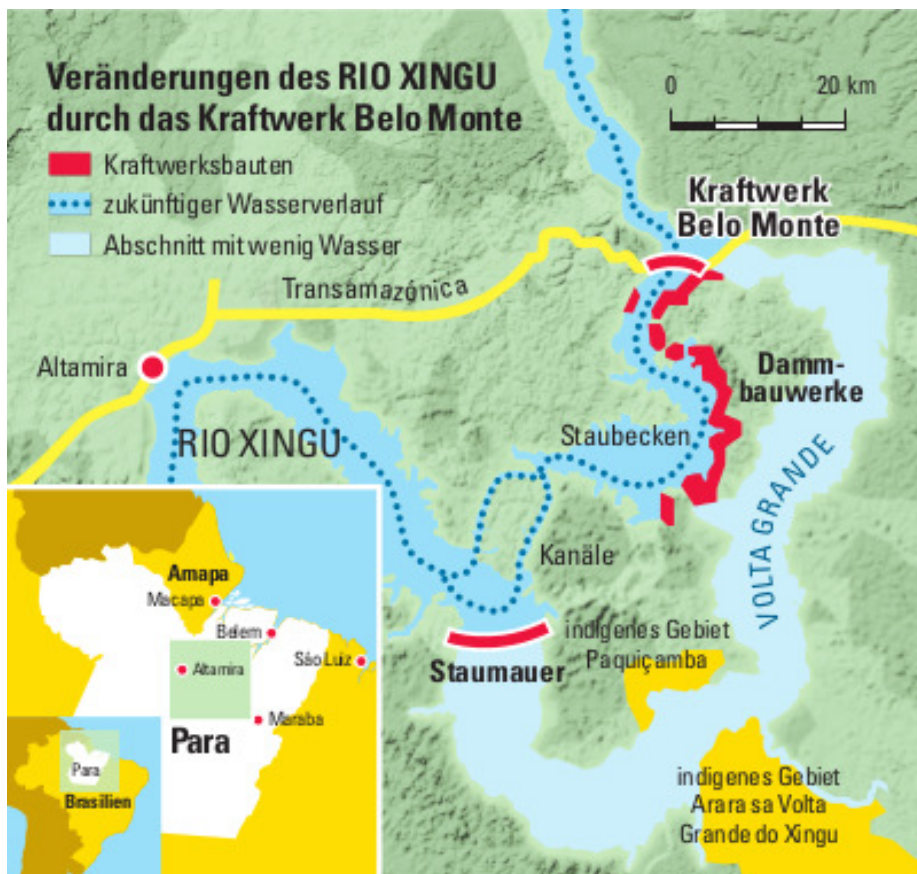 Veränderungen des RIO XINGU
durch das Kraftwerk Belo Monte
Kraftwerksbauten
zukünftiger Wasserverlauf
Abschnitt mit wenig Wasser
0 20 km
Kraftwerk
Belo Monte
Transamazónica
Altamira
Damm-
bauwerke
RIO XINGU
Staubecken
VOLTA GRANDE
Kanäle
indigenes Gebiet
Paquiçamba
Staumauer
indigenes Gebiet
Arara sa Volta
Grande do Xingu
Amapa
Macapa
Belem
Altamira
São Luiz
Maraba
Para
Para
Brasilien